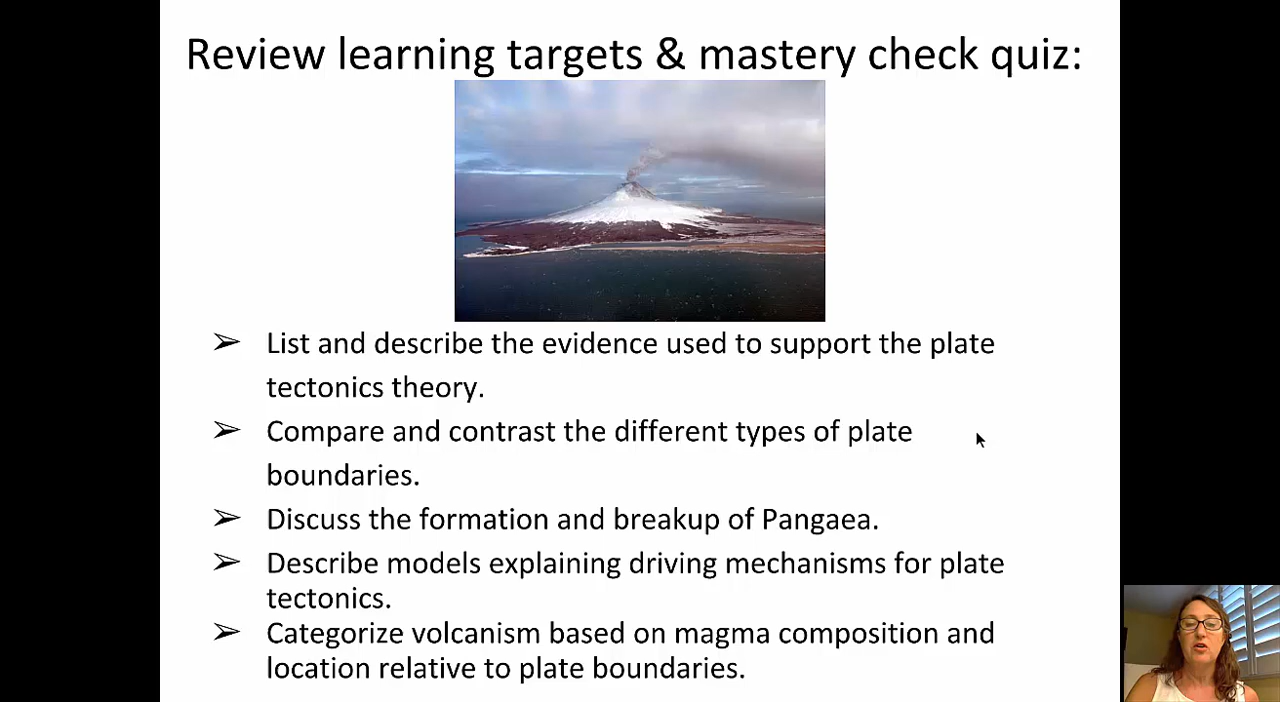 Review learning targets & mastery check quiz:
➢ List and describe the evidence used to support the plate
tectonics theory.
➢ Compare and contrast the different types of plate
boundaries.
➢ Discuss the formation and breakup of Pangaea.
➢ Describe models explaining driving mechanisms for plate
tectonics.
➢ Categorize volcanism based on magma composition and
location relative to plate boundaries.